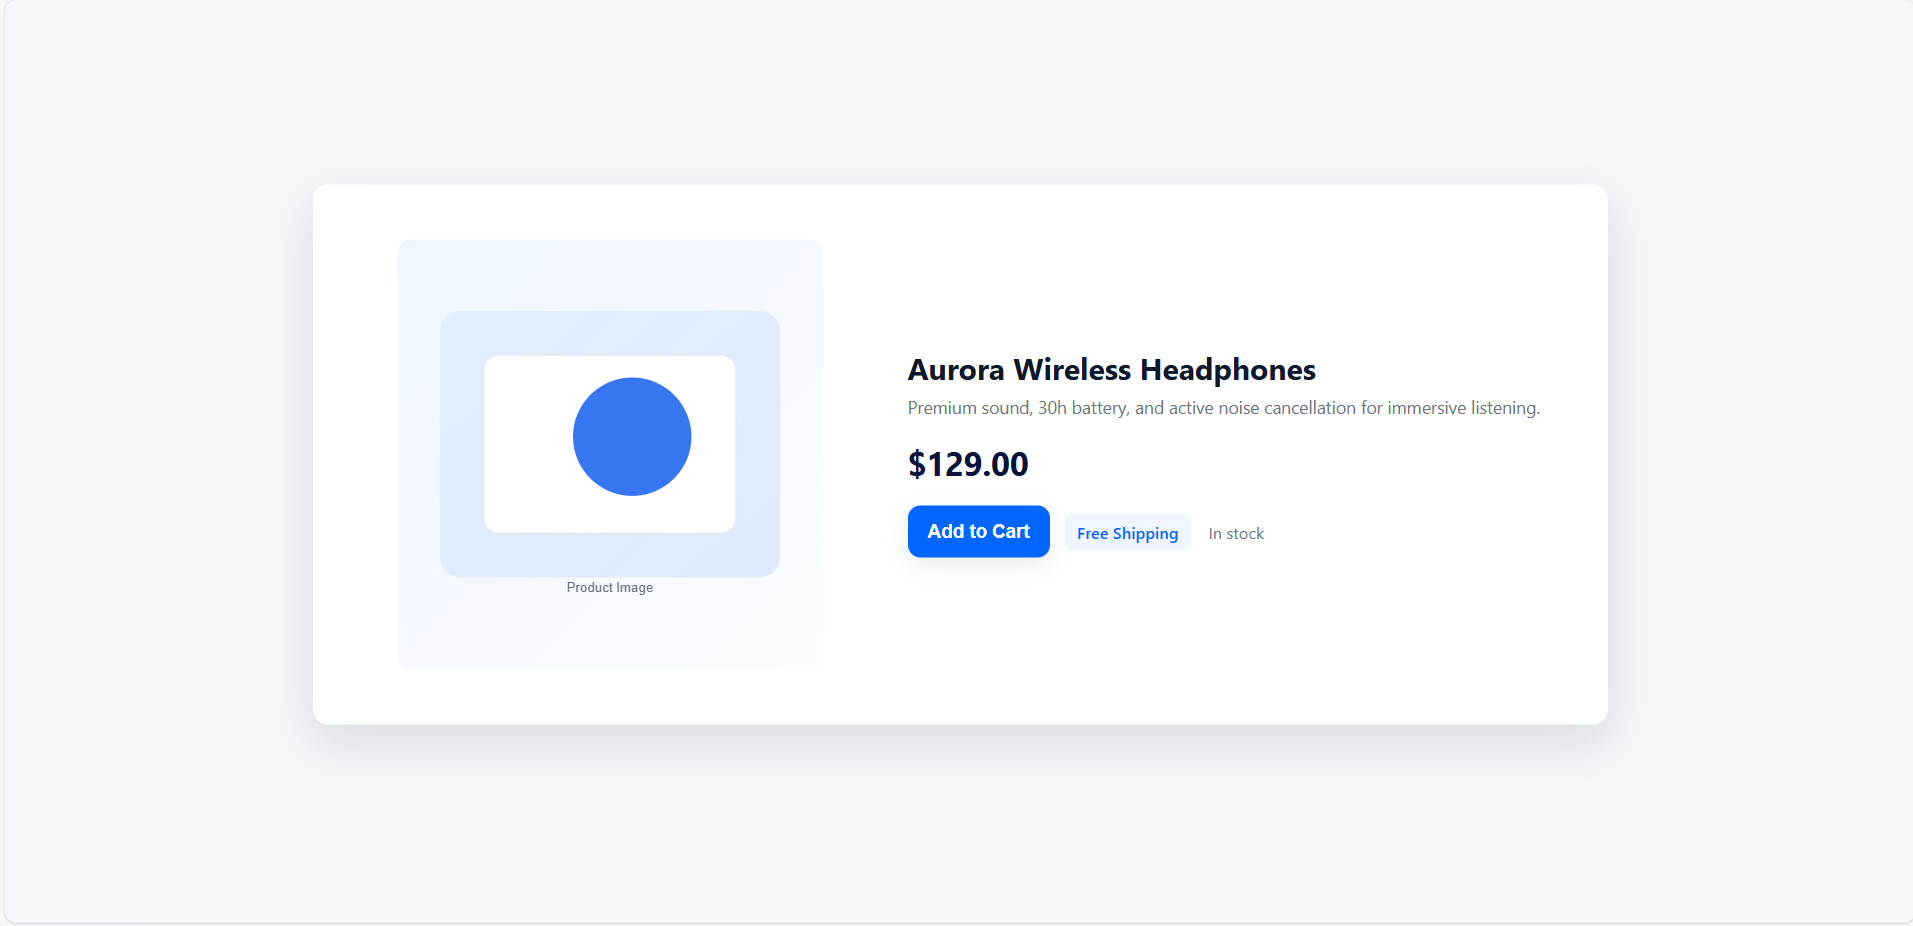 Product Image
Aurora Wireless Headphones
Premium sound, 30h battery, and active noise cancellation for immersive listening.
$129.00
Add to Cart
Free Shipping
In stock